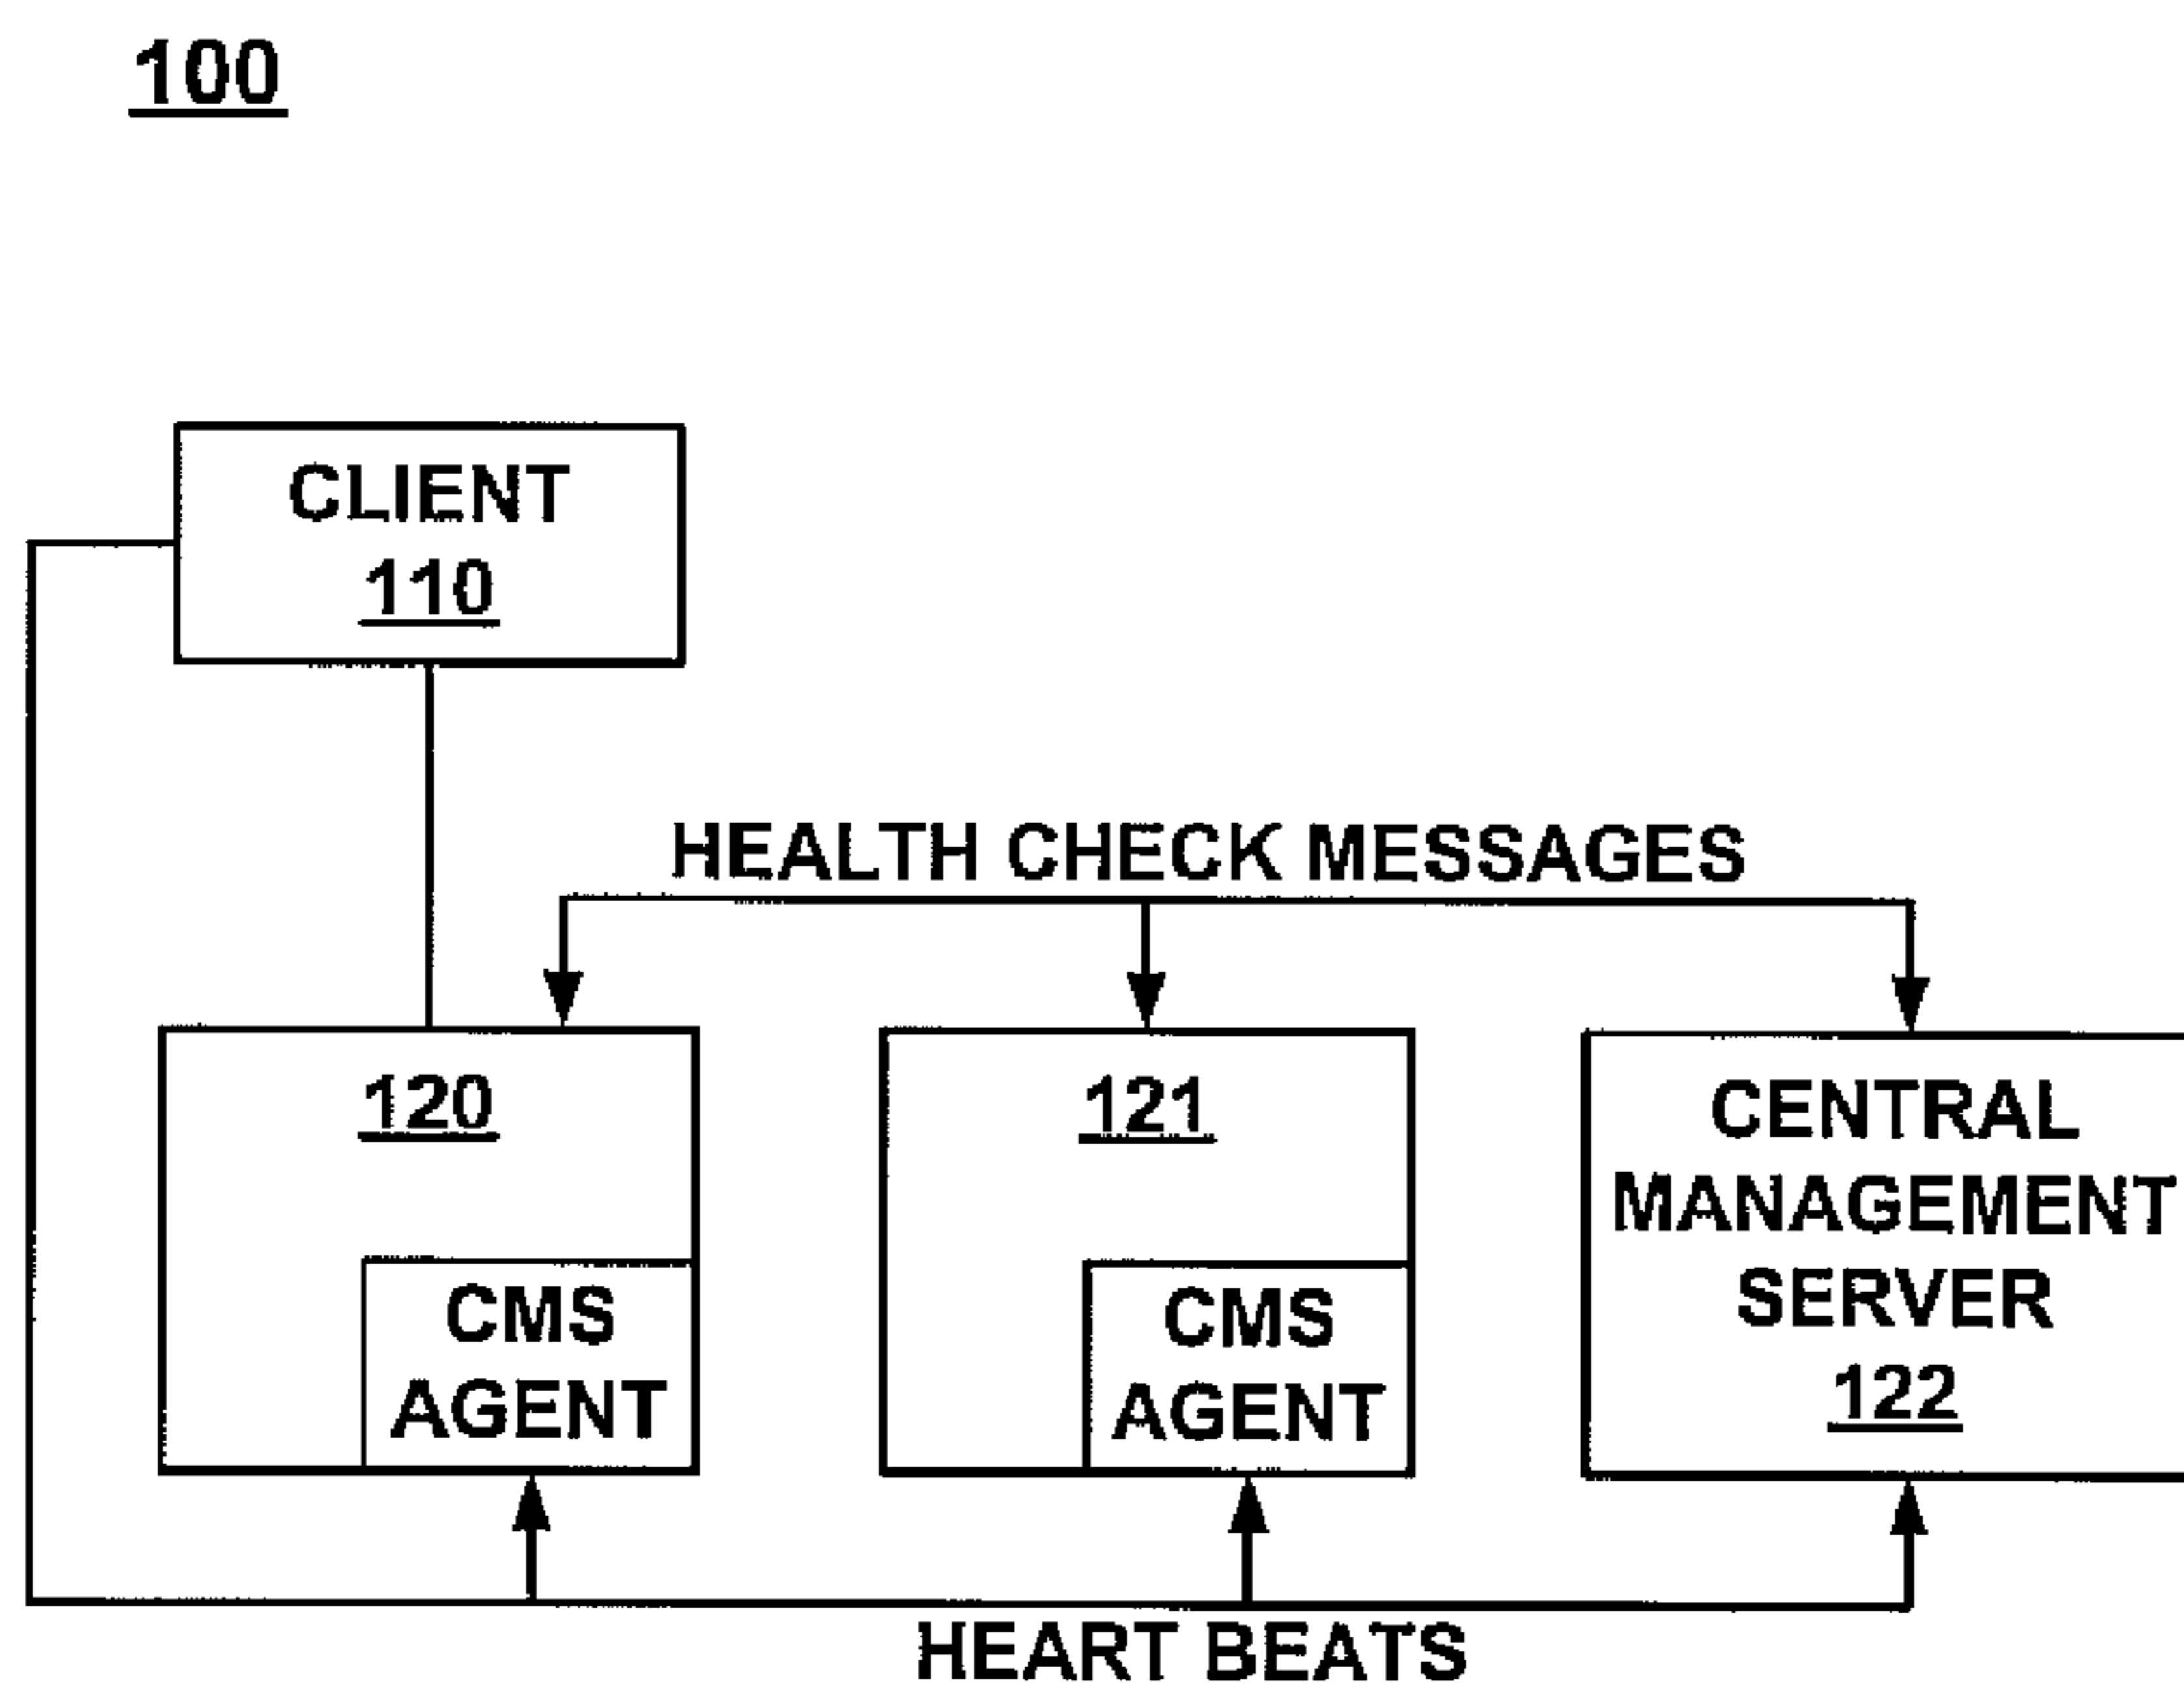 100
CLIENT
110
HEALTH CHECK MESSAGES
120
CMS
AGENT
121
CMS
AGENT
CENTRAL
MANAGEMENT
SERVER
122
HEART BEATS